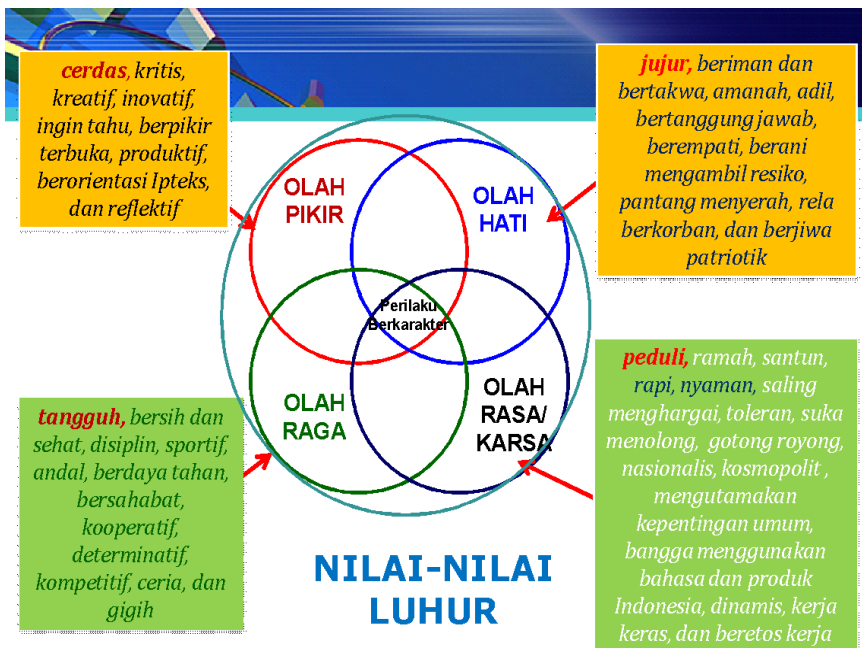 cerdas, kritis,
kreatif, inovatif,
ingin tahu, berpikir
terbuka, produktif,
berorientasi Ipteks,
dan reflektif
jujur, beriman dan
bertakwa, amanah, adil,
bertanggung jawab,
berempati, berani
mengambil resiko,
pantang menyerah, rela
berkorban, dan berjiwa
patriotik
OLAH
PIKIR
OLAH
HATI
Perilaku
Berkarakter
OLAH
RAGA
OLAH
RASA/
KARSA
tangguh, bersih dan
sehat, disiplin, sportif,
andal, berdaya tahan,
bersahabat,
kooperatif,
determinatif,
kompetitif, ceria, dan
gigih
peduli, ramah, santun,
rapi, nyaman, saling
menghargai, toleran, suka
menolong, gotong royong,
nasionalis, kosmopolit ,
mengutamakan
kepentingan umum,
bangga menggunakan
bahasa dan produk
Indonesia, dinamis, kerja
keras, dan beretos kerja
NILAI-NILAI
LUHUR